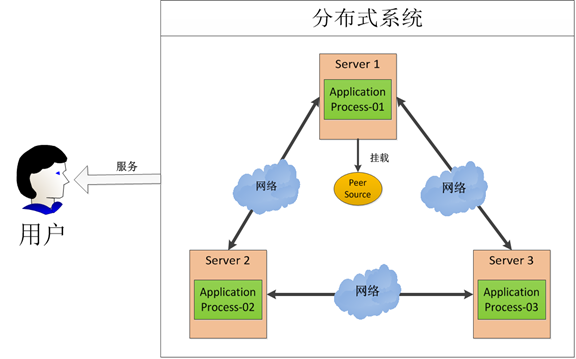 分布式系统
Server 1
Application
Process-01
挂载
Peer
Source
服务
用户
网络
网络
Server 2
Application
Process-02
网络
Server 3
Application
Process-03